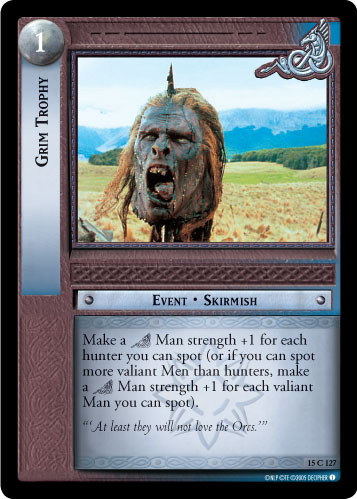 1
GRIM TROPHY
EVENT • SKIRMISH
Make a Man strength +1 for each
hunter you can spot (or if you can spot
more valiant Men than hunters, make
a Man strength +1 for each valiant
Man you can spot).
“‘At least they will not love the Orcs.’”
15 C 127
©NLP ©TE ©2005 DECIPHER